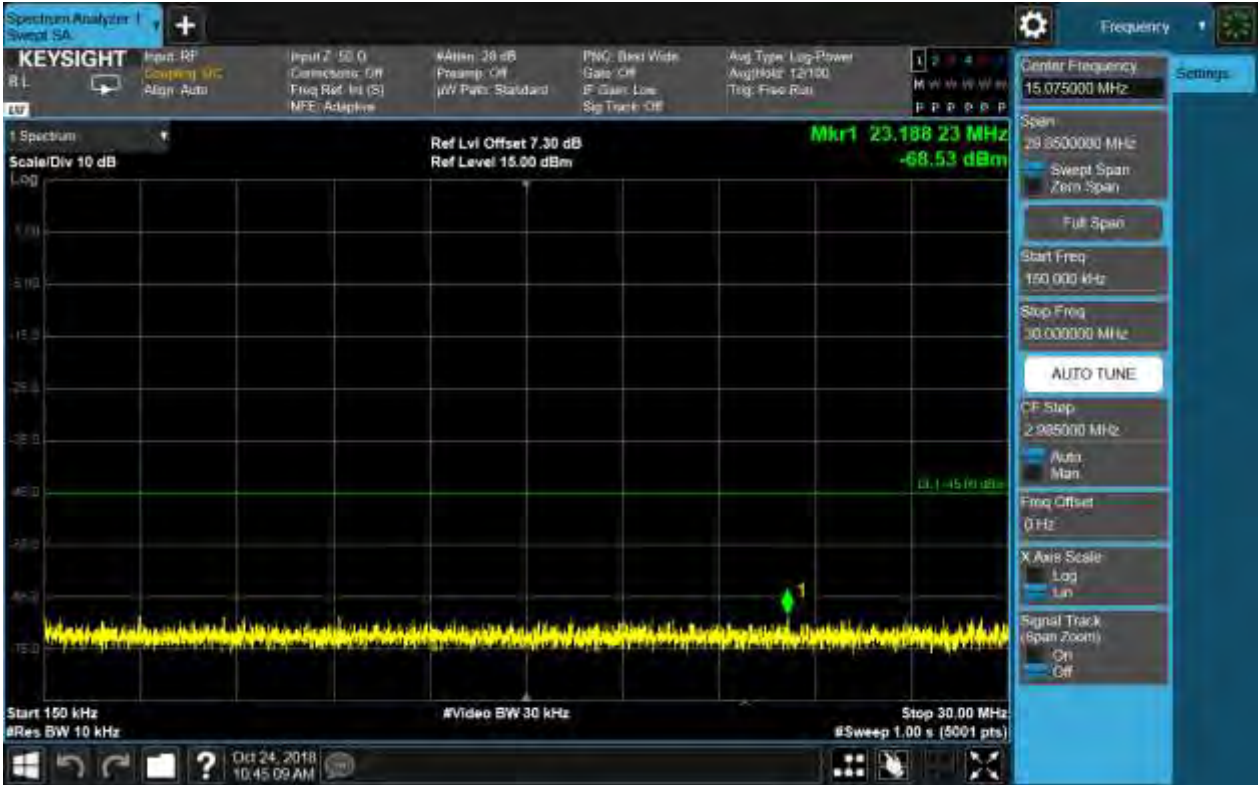 Spectrum Analyzer 1
Swept SA
+
Frequency
KEYSIGHT
Input: RF
Coupling: DC
Align: Auto
Input Z: 50 Ω
Corrections: Off
Freq Ref: Int (S)
NFE: Adaptive
#Atten: 20 dB
Preamp: Off
µW Path: Standard
PNO: Best Wide
Gate: Off
IF Gain: Low
Sig Track: Off
Avg Type: Log-Power
Avg|Hold: 12/100
Trig: Free Run
M W W W W W
P P P P P P
Center Frequency
15.075000 MHz
Settings
1 Spectrum
Scale/Div 10 dB
Log
Ref Lvl Offset 7.30 dB
Ref Level 15.00 dBm
Mkr1 23.188 23 MHz
-68.53 dBm
Span
29.8500000 MHz
Swept Span
Zero Span
Full Span
Start Freq
150.000 kHz
Stop Freq
30.000000 MHz
AUTO TUNE
CF Step
2.985000 MHz
Auto
Man
Freq Offset
0 Hz
X Axis Scale
Log
Lin
Signal Track
(Span Zoom)
On
Off
DL1 -45.00 dBm
1
Start 150 kHz
#Video BW 30 kHz
Stop 30.00 MHz
#Res BW 10 kHz
#Sweep 1.00 s (5001 pts)
?
Oct 24, 2018
10:45:09 AM